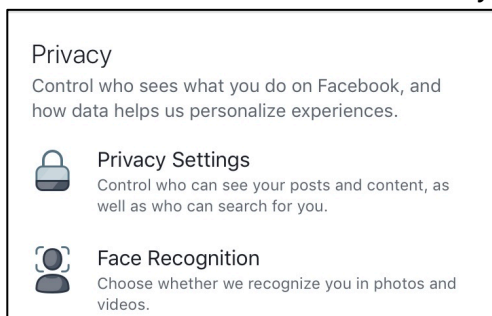 Privacy
Control who sees what you do on Facebook, and
how data helps us personalize experiences.
Privacy Settings
Control who can see your posts and content, as
well as who can search for you.
Face Recognition
Choose whether we recognize you in photos and
videos.